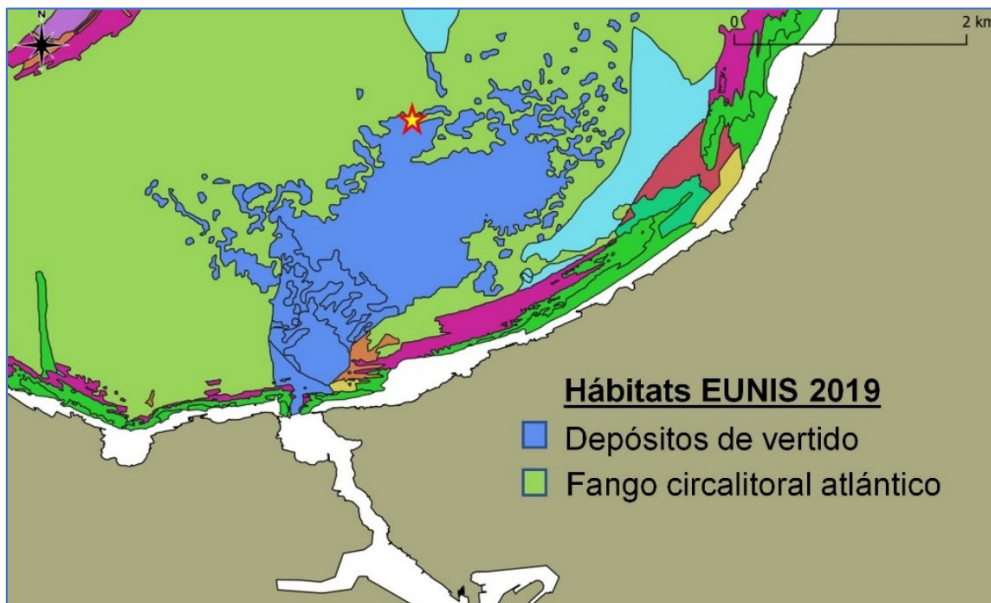 N
0 2 km
Hábitats EUNIS 2019
Depósitos de vertido
Fango circalitoral atlántico